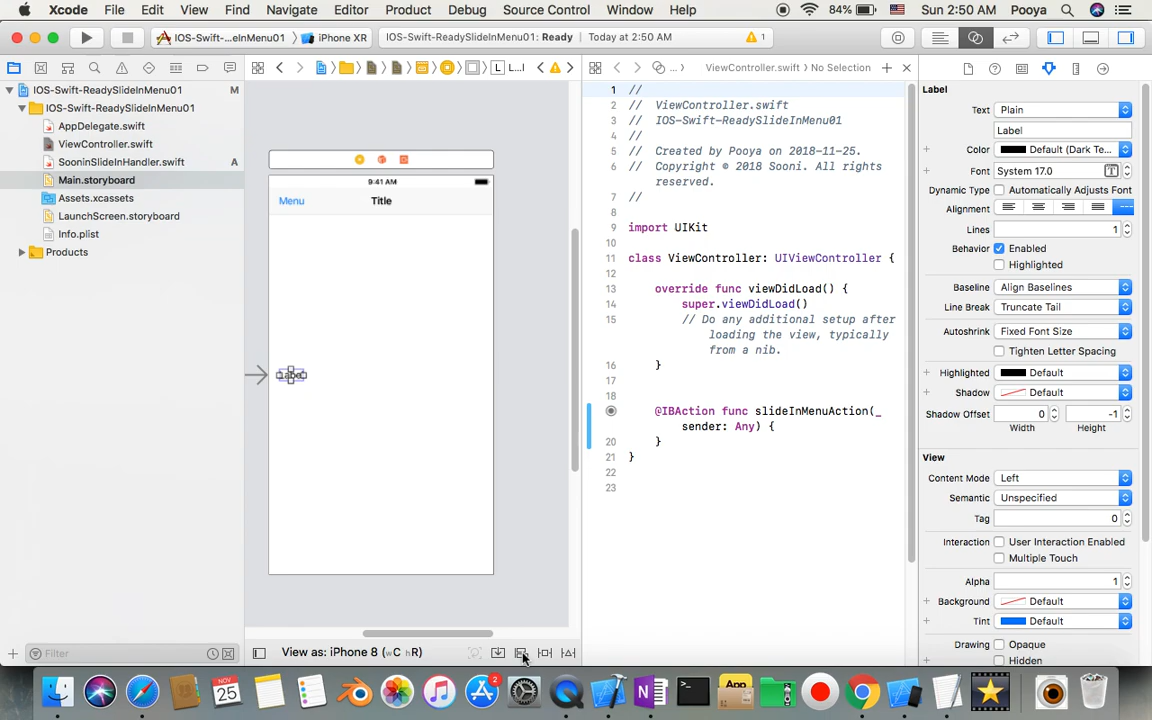 Xcode File Edit View Find Navigate Editor Product Debug Source Control Window Help 84% Sun 2:50 AM Pooya
IOS-Swift-...eInMenu01 iPhone XR IOS-Swift-ReadySlideInMenu01: Ready Today at 2:50 AM 1
L...l ... ViewController.swift No Selection
IOS-Swift-ReadySlideInMenu01 M
IOS-Swift-ReadySlideInMenu01
AppDelegate.swift
ViewController.swift
SooninSlideInHandler.swift A
Main.storyboard
Assets.xcassets
LaunchScreen.storyboard
Info.plist
Products
Filter
9:41 AM
Menu Title
View as: iPhone 8 (wC hR)
1 //
2 // ViewController.swift
3 // IOS-Swift-ReadySlideInMenu01
4 //
5 // Created by Pooya on 2018-11-25.
6 // Copyright © 2018 Sooni. All rights
reserved.
7 //
8
9 import UIKit
10
11 class ViewController: UIViewController {
12
13 override func viewDidLoad() {
14 super.viewDidLoad()
15 // Do any additional setup after
loading the view, typically
from a nib.
16 }
17
18
@IBAction func slideInMenuAction(_
sender: Any) {
20 }
21 }
22
23
Label
Text Plain
Label
Color Default (Dark Te...
Font System 17.0
Dynamic Type Automatically Adjusts Font
Alignment
Lines 1
Behavior Enabled
Highlighted
Baseline Align Baselines
Line Break Truncate Tail
Autoshrink Fixed Font Size
Tighten Letter Spacing
Highlighted Default
Shadow Default
Shadow Offset 0 -1
Width Height
View
Content Mode Left
Semantic Unspecified
Tag 0
Interaction User Interaction Enabled
Multiple Touch
Alpha 1
Background Default
Tint Default
Drawing Opaque
Hidden
NOV
25
2
App